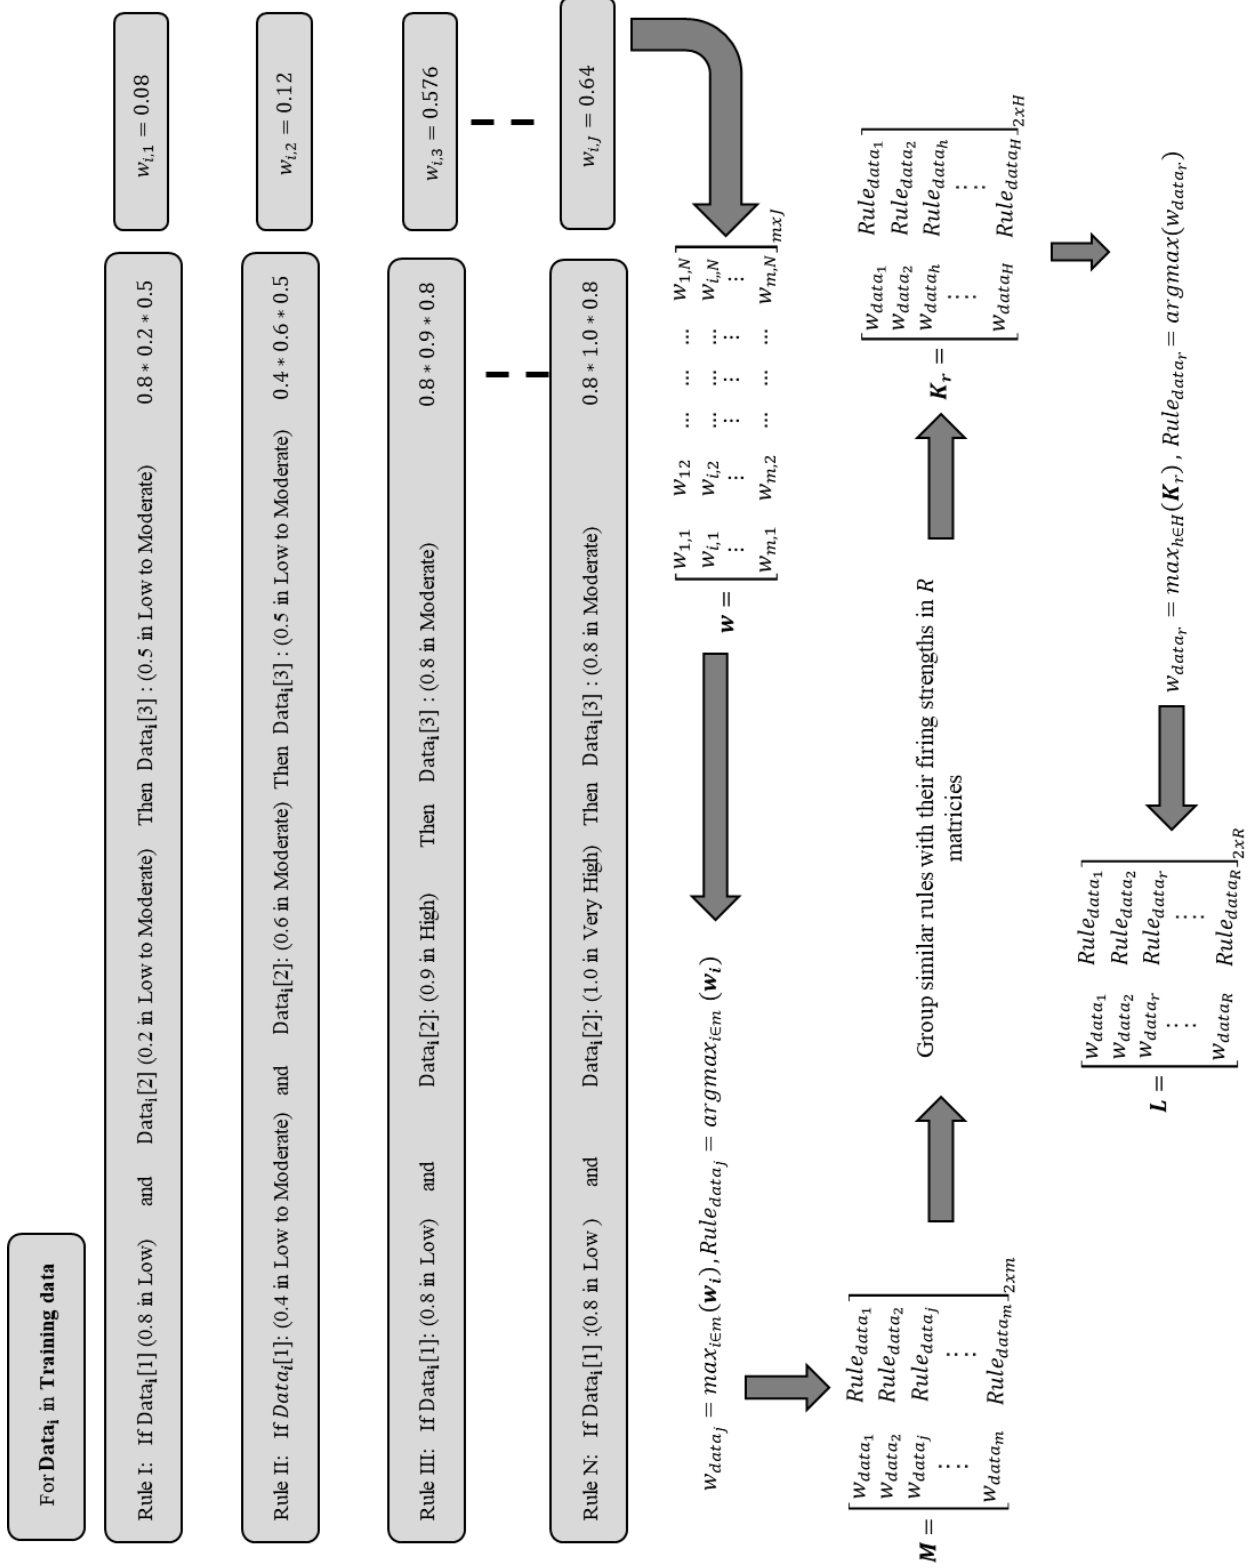 For Data_i in Training data
Rule I: If Data_i[1] (0.8 in Low) and Data_i[2] (0.2 in Low to Moderate) Then Data_i[3] : (0.5 in Low to Moderate) 0.8 * 0.2 * 0.5
w_{i,1} = 0.08
Rule II: If Data_i[1]: (0.4 in Low to Moderate) and Data_i[2]: (0.6 in Moderate) Then Data_i[3] : (0.5 in Low to Moderate) 0.4 * 0.6 * 0.5
w_{i,2} = 0.12
Rule III: If Data_i[1]: (0.8 in Low) and Data_i[2]: (0.9 in High) Then Data_i[3] : (0.8 in Moderate) 0.8 * 0.9 * 0.8
w_{i,3} = 0.576
Rule N: If Data_i[1] :(0.8 in Low ) and Data_i[2]: (1.0 in Very High) Then Data_i[3] : (0.8 in Moderate) 0.8 * 1.0 * 0.8
w_{i,J} = 0.64
w =
w_{1,1} w_{12} ... ... ... w_{1,N}
w_{i,1} w_{i,2} ... ... ... w_{i,,N}
... ... ... ... ... ...
w_{m,1} w_{m,2} ... ... ... w_{m,N}
mxJ
w_{data_j} = max_{i∈m}(w_i), Rule_{data_j} = argmax_{i∈m} (w_i)
M =
w_{data_1} Rule_{data_1}
w_{data_2} Rule_{data_2}
w_{data_j} Rule_{data_j}
: : : :
w_{data_m} Rule_{data_m}
2xm
Group similar rules with their firing strengths in R
matricies
K_r =
w_{data_1} Rule_{data_1}
w_{data_2} Rule_{data_2}
w_{data_h} Rule_{data_h}
: : : :
w_{data_H} Rule_{data_H}
2xH
w_{data_r} = max_{h∈H}(K_r), Rule_{data_r} = argmax(w_{data_r})
L =
w_{data_1} Rule_{data_1}
w_{data_2} Rule_{data_2}
w_{data_r} Rule_{data_r}
: : : :
w_{data_R} Rule_{data_R}
2xR